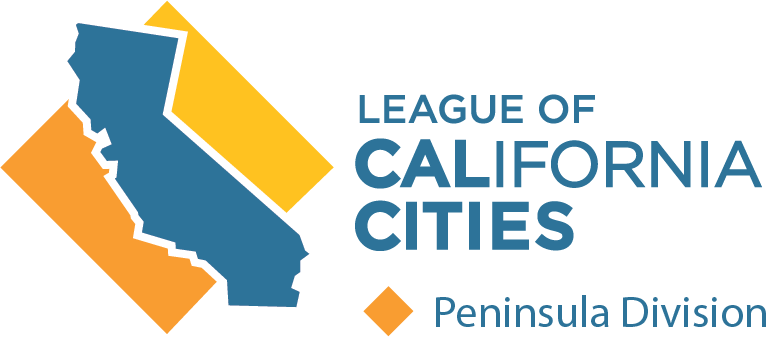 LEAGUE OF
CALIFORNIA
CITIES
Peninsula Division